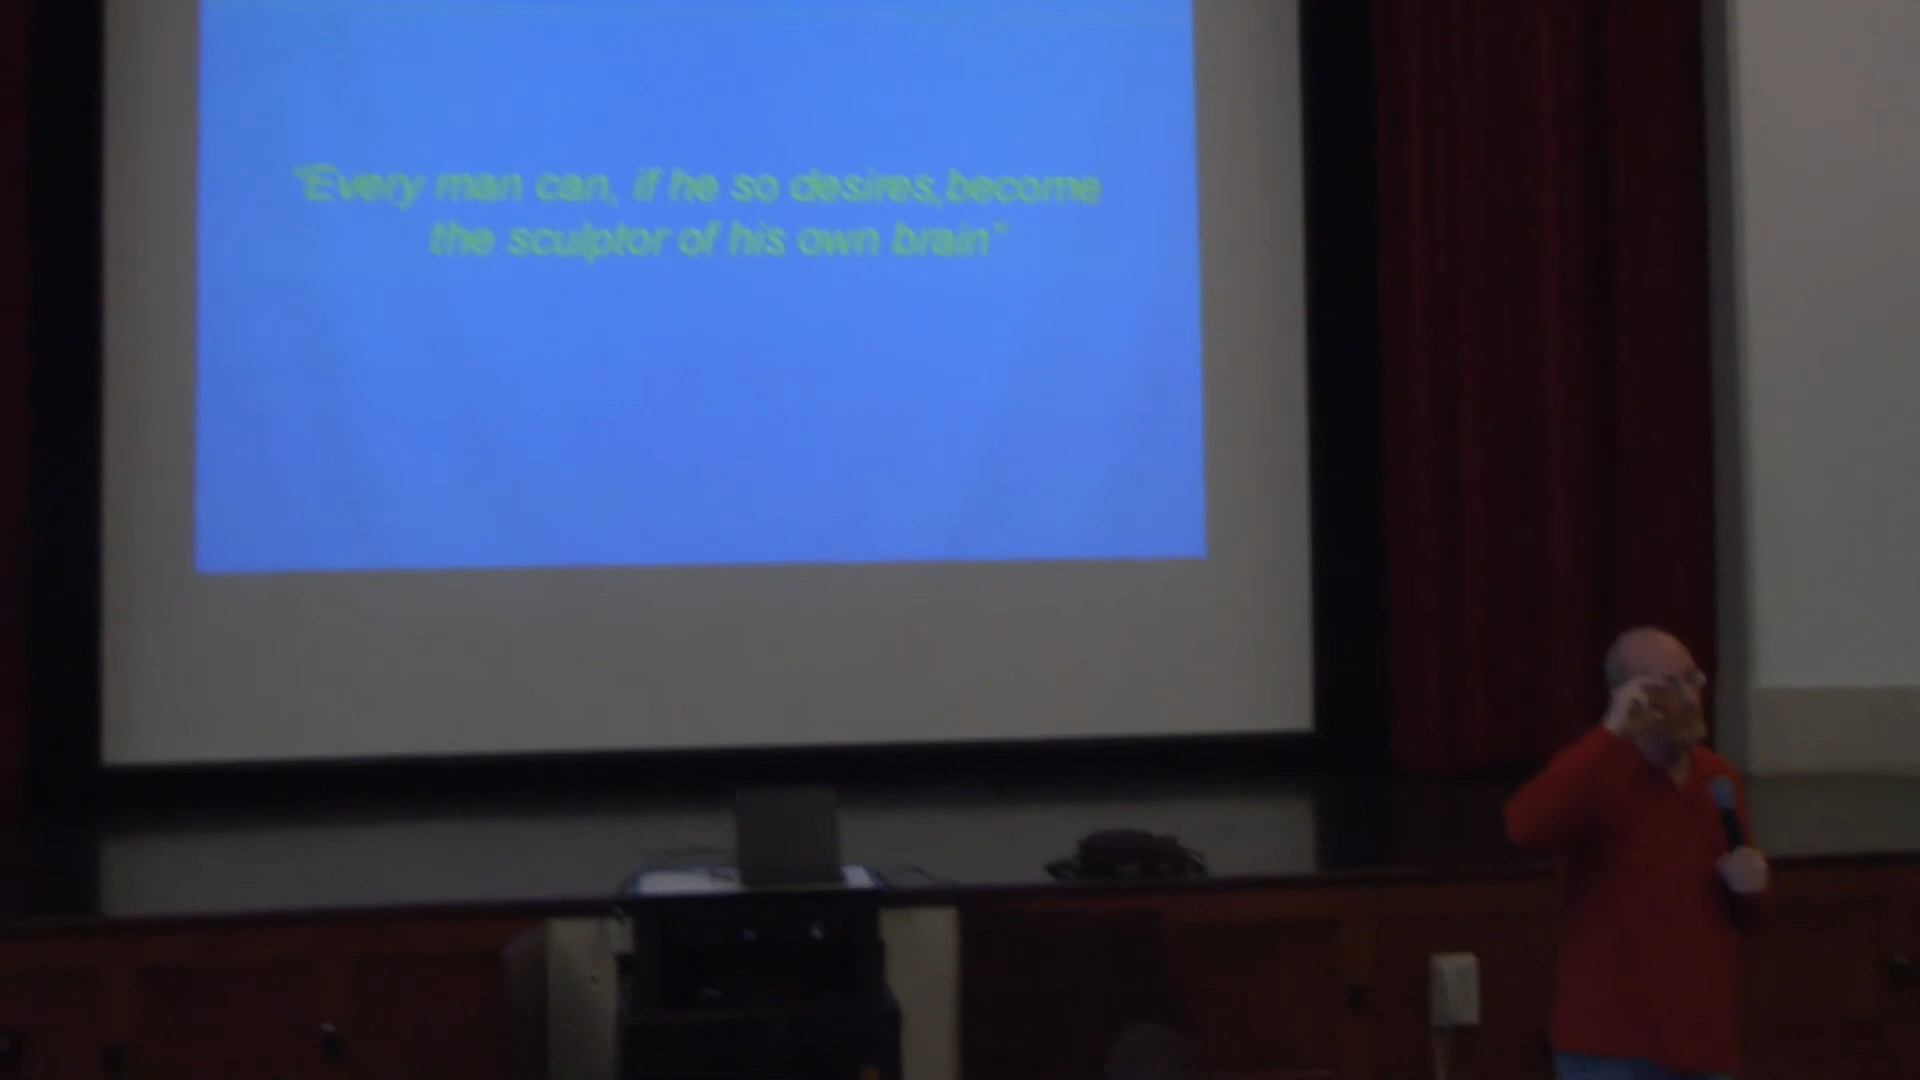 "Every man can, if he so desires,become
the sculptor of his own brain"